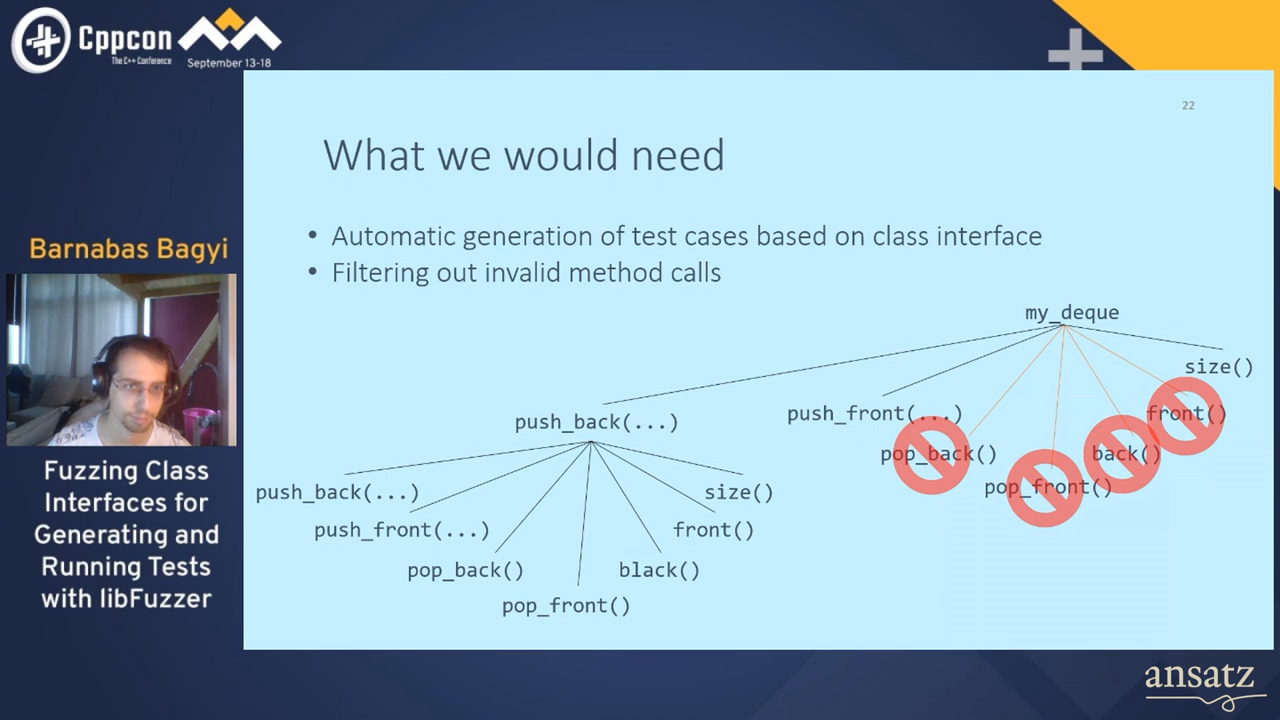 Cppcon
The C++ Conference
September 13-18
22
What we would need
• Automatic generation of test cases based on class interface
• Filtering out invalid method calls
Barnabas Bagyi
Fuzzing Class
Interfaces for
Generating and
Running Tests
with libFuzzer
my_deque
size()
push_back(...)
push_front(...)
front()
pop_back()
back()
pop_front()
push_back(...)
size()
push_front(...)
front()
pop_back()
black()
pop_front()
ansatz